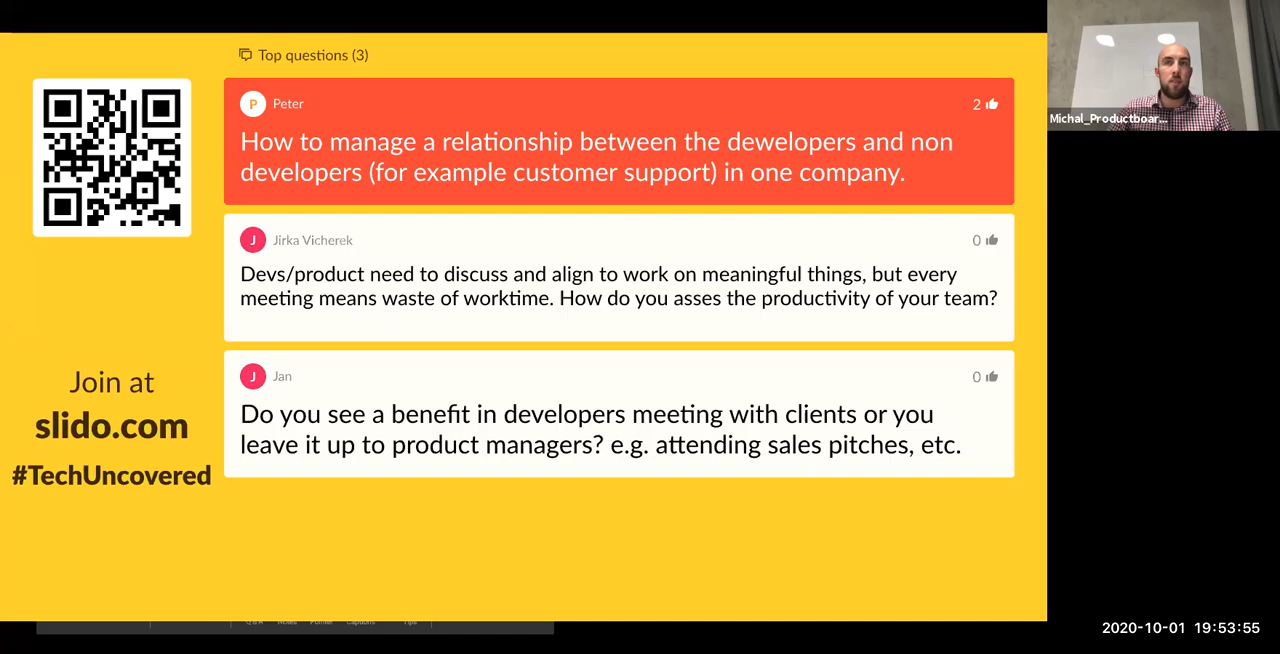 Top questions (3)
P
Peter
2
How to manage a relationship between the dewelopers and non
developers (for example customer support) in one company.
J
Jirka Vicherek
0
Devs/product need to discuss and align to work on meaningful things, but every
meeting means waste of worktime. How do you asses the productivity of your team?
J
Jan
0
Do you see a benefit in developers meeting with clients or you
leave it up to product managers? e.g. attending sales pitches, etc.
Join at
slido.com
#TechUncovered
Michal_Productboar...
Q&A Notes Pointer Captions Tips
2020-10-01 19:53:55